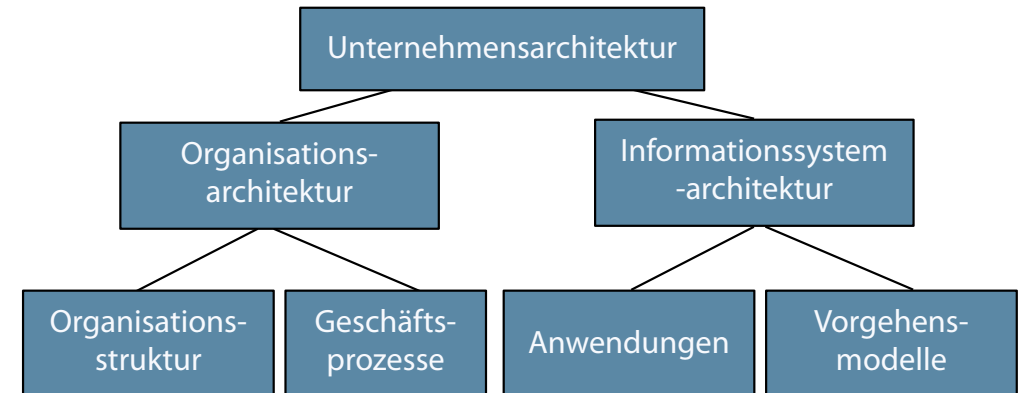 Unternehmensarchitektur
Organisations-
architektur
Informationssystem
-architektur
Organisations-
struktur
Geschäfts-
prozesse
Anwendungen
Vorgehens-
modelle